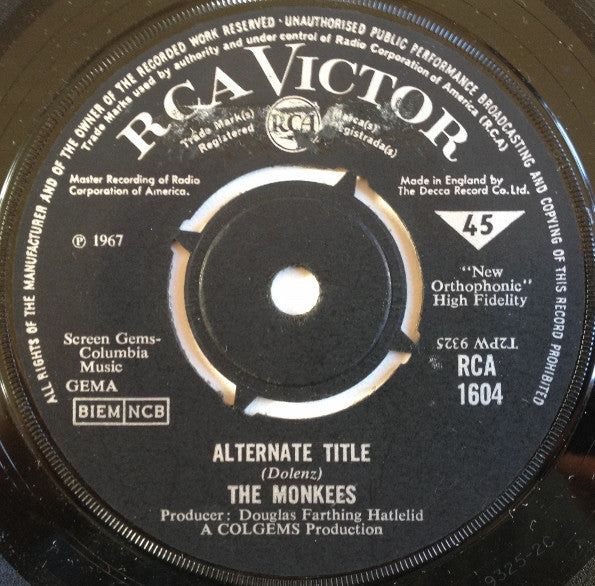 ALL RIGHTS OF THE MANUFACTURER AND OF THE OWNER OF THE RECORDED WORK RESERVED - UNAUTHORISED PUBLIC PERFORMANCE BROADCASTING AND COPYING OF THIS RECORD PROHIBITED
Trade Marks used by authority and under control of Radio Corporation of America (R.C.A)
RCA VICTOR
Trade Mark(s)
Registered
RCA
Marca(s)
Registrada(s)
Master Recording of Radio
Corporation of America.
Made in England by
The Decca Record Co. Ltd.
℗ 1967
45
"New
Orthophonic"
High Fidelity
Screen Gems-
Columbia
Music
GEMA
BIEM NCB
T2PW 9325
RCA
1604
ALTERNATE TITLE
(Dolenz)
THE MONKEES
Producer: Douglas Farthing Hatlelid
A COLGEMS Production
9325-2C